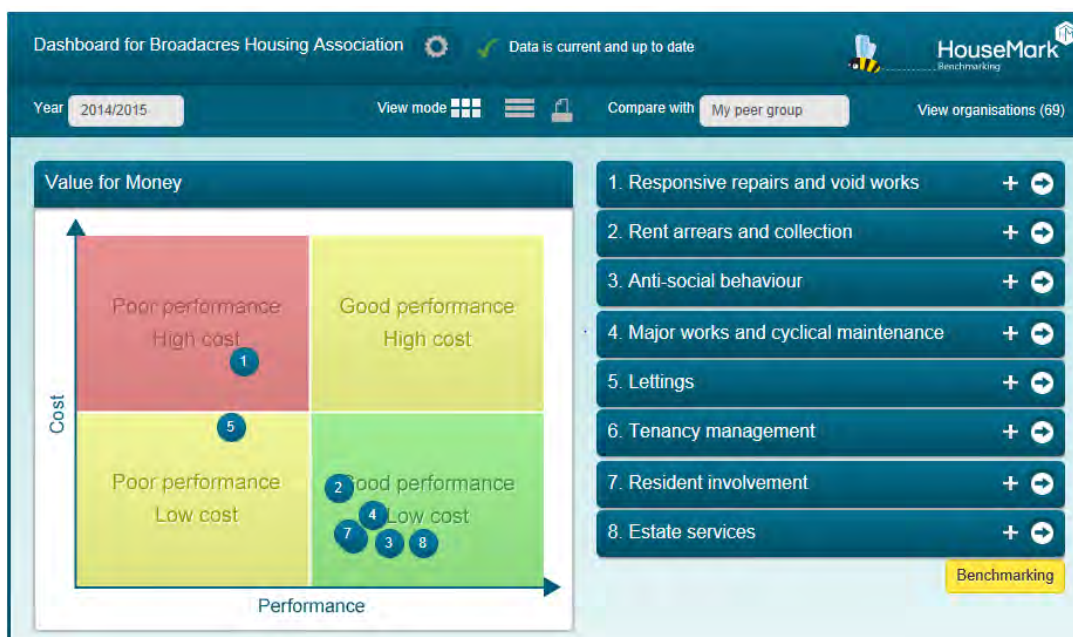 Dashboard for Broadacres Housing Association
Data is current and up to date
HouseMark
Benchmarking
Year 2014/2015
View mode
Compare with My peer group
View organisations (69)
Value for Money
Poor performance
High cost
Good performance
High cost
1
5
Poor performance
Low cost
Good performance
Low cost
2
4
7
3
8
Cost
Performance
1. Responsive repairs and void works
2. Rent arrears and collection
3. Anti-social behaviour
4. Major works and cyclical maintenance
5. Lettings
6. Tenancy management
7. Resident involvement
8. Estate services
Benchmarking